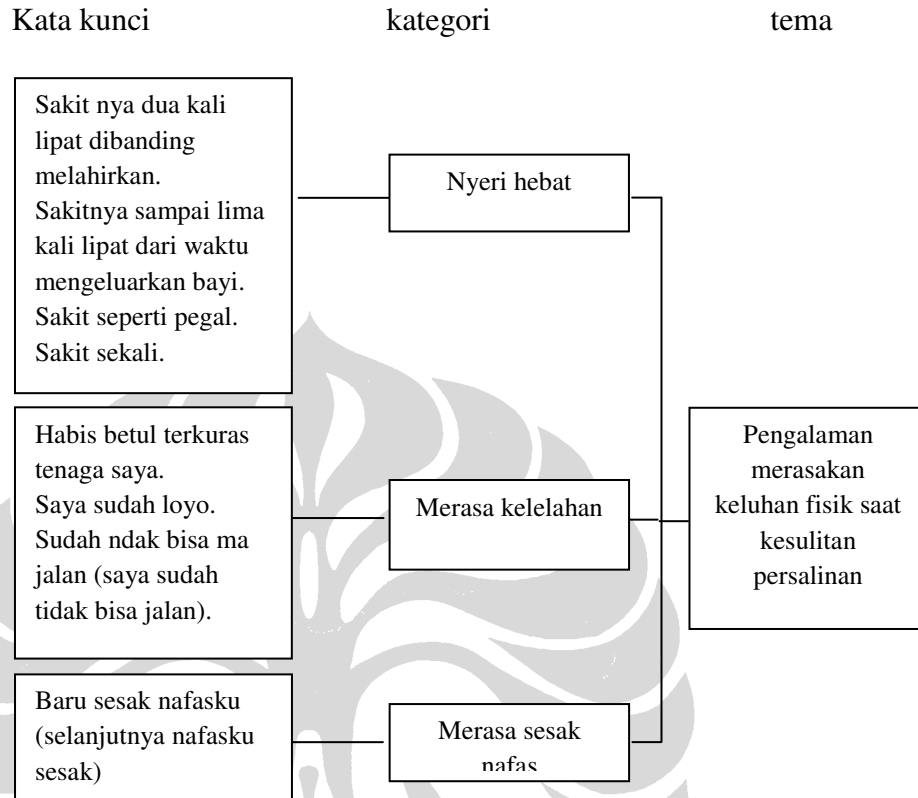 Kata kunci kategori tema
Sakit nya dua kali
lipat dibanding
melahirkan.
Sakitnya sampai lima
kali lipat dari waktu
mengeluarkan bayi.
Sakit seperti pegal.
Sakit sekali.
Nyeri hebat
Habis betul terkuras
tenaga saya.
Saya sudah loyo.
Sudah ndak bisa ma
jalan (saya sudah
tidak bisa jalan).
Merasa kelelahan
Pengalaman
merasakan
keluhan fisik saat
kesulitan
persalinan
Baru sesak nafasku
(selanjutnya nafasku
sesak)
Merasa sesak
nafas